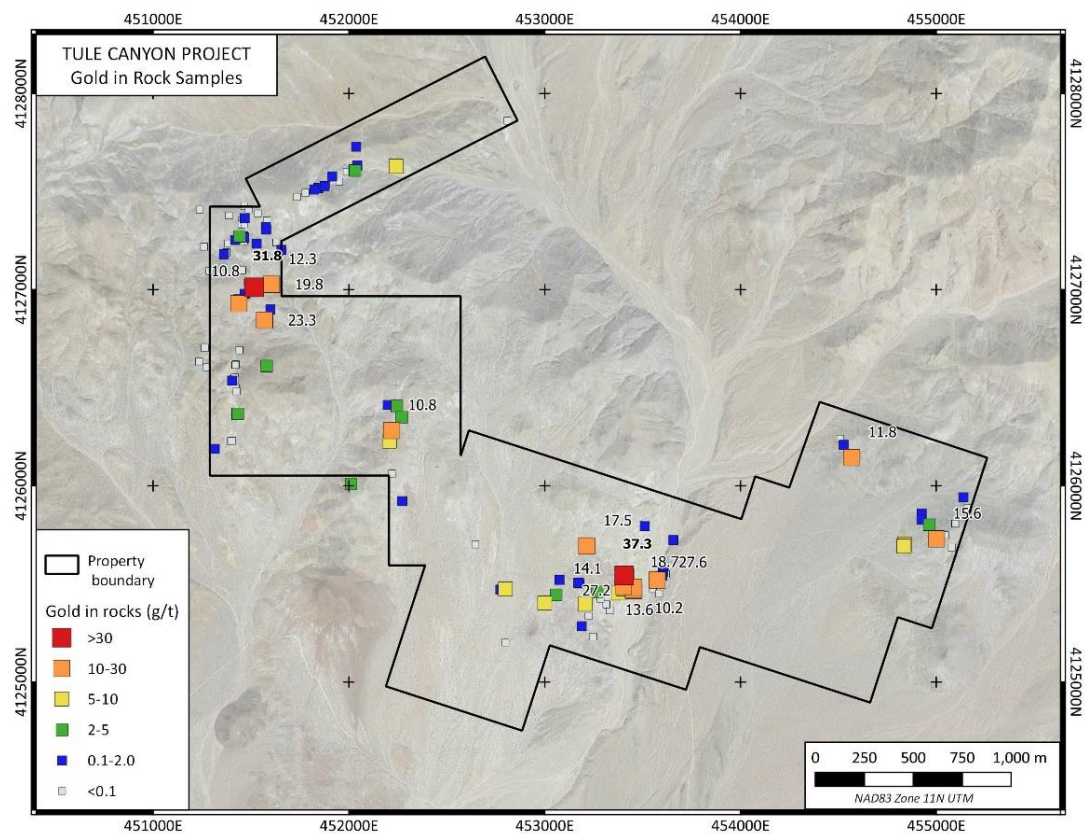 451000E 452000E 453000E 454000E 455000E
TULE CANYON PROJECT
Gold in Rock Samples
4128000N 4128000N
31.8
12.3
10.8
4127000N 4127000N
19.8
23.3
10.8
11.8
4126000N 4126000N
15.6
17.5
37.3
14.1 18.7 27.6
27.2
13.6 10.2
4125000N 4125000N
Property
boundary
Gold in rocks (g/t)
>30
10-30
5-10
2-5
0.1-2.0
<0.1
0 250 500 750 1,000 m
NAD83 Zone 11N UTM
451000E 452000E 453000E 454000E 455000E